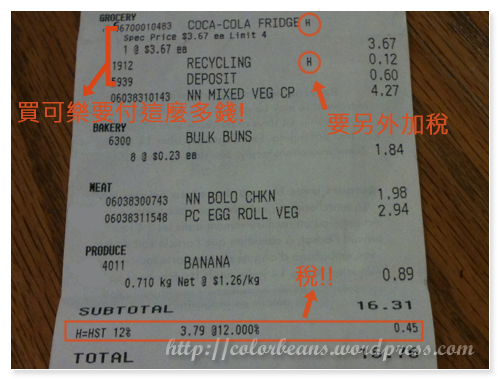 GROCERY
06700010483 COCA-COLA FRIDGE H
Spec Price $3.67 ea Limit 4
1 @ $3.67 ea 3.67
1912 RECYCLING H 0.12
5939 DEPOSIT 0.60
06038310143 NN MIXED VEG CP 4.27
買可樂要付這麼多錢!
要另外加稅
BAKERY
6300 BULK BUNS
8 @ $0.23 ea 1.84
MEAT
06038300743 NN BOLO CHKN 1.98
06038311548 PC EGG ROLL VEG 2.94
PRODUCE
4011 BANANA
0.710 kg Net @ $1.26/kg 0.89
稅!!
SUBTOTAL 16.31
H=HST 12% 3.79 @12.000% 0.45
TOTAL 16.76
http://colorbeans.wordpress.com